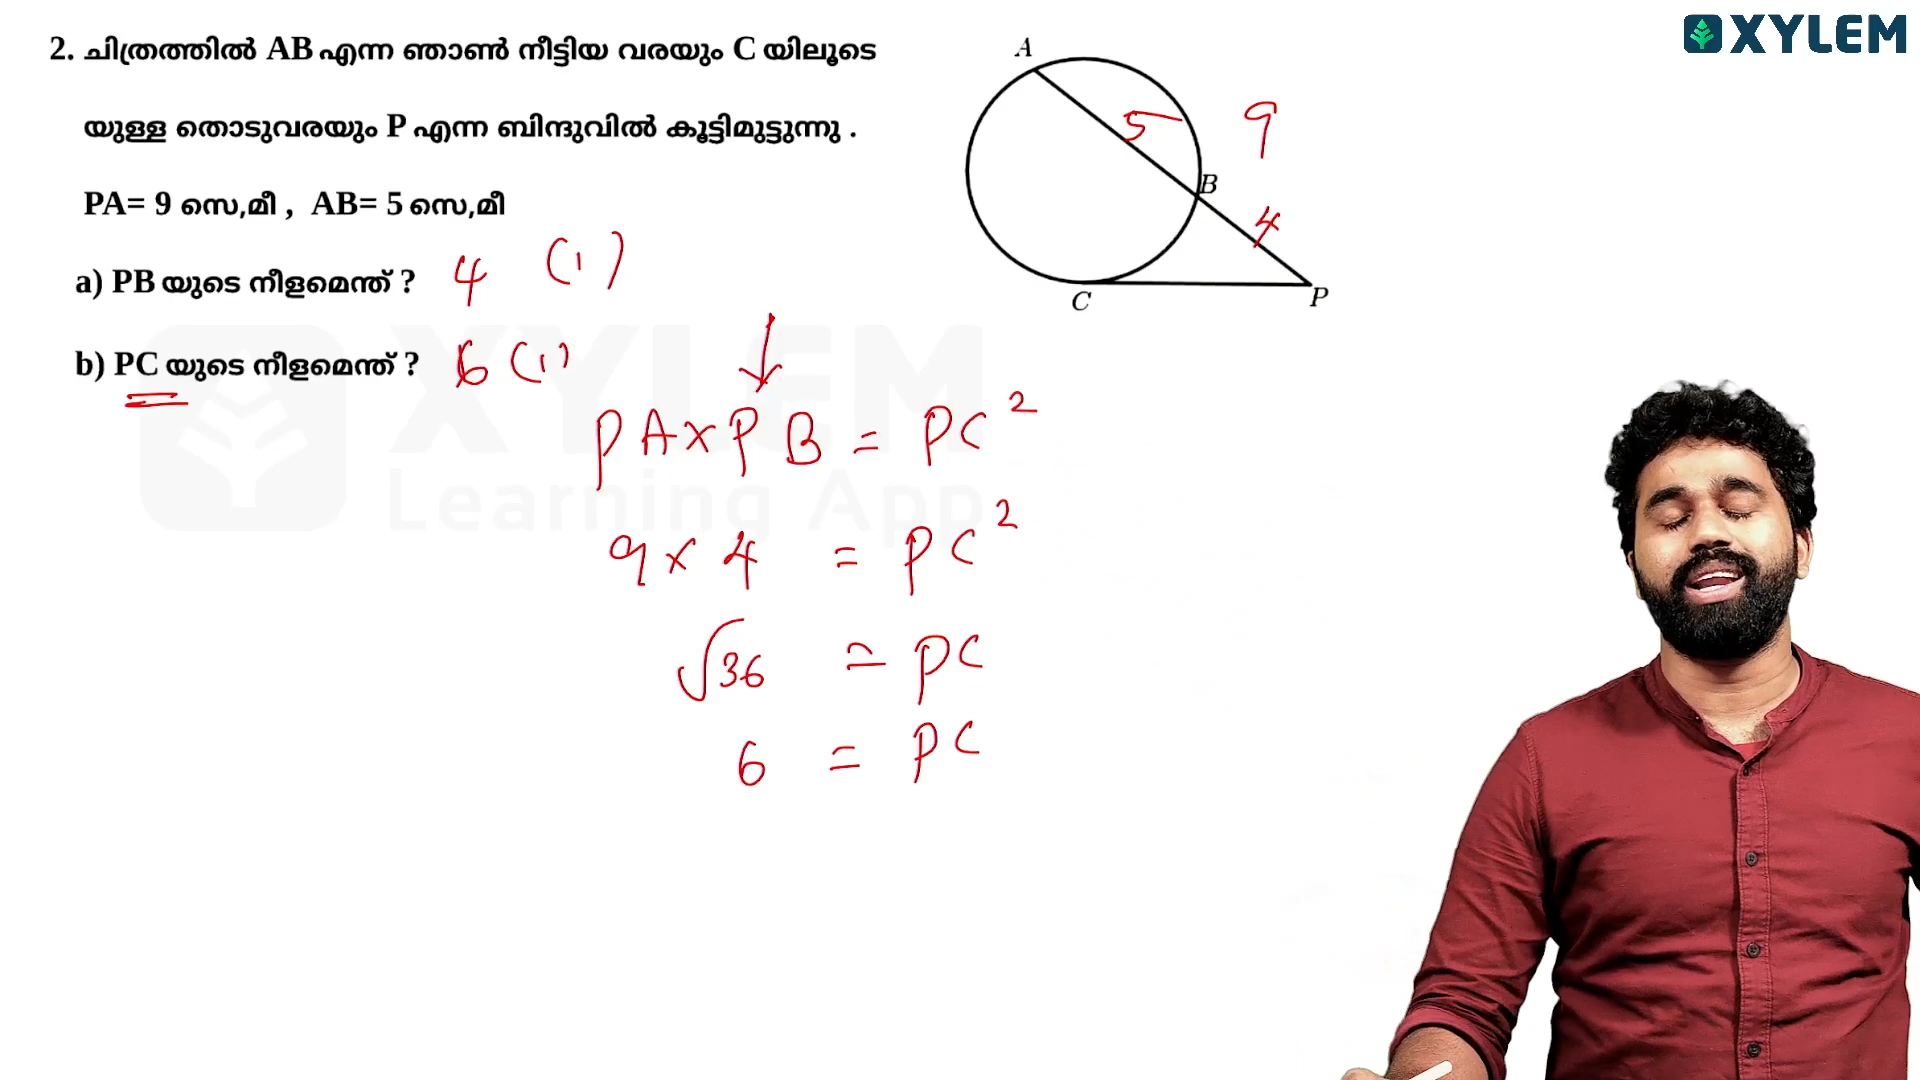 XYLEM
2. ചിത്രത്തിൽ AB എന്ന ഞാൺ നീട്ടിയ വരയും C യിലൂടെ
യുള്ള തൊടുവരയും P എന്ന ബിന്ദുവിൽ കൂട്ടിമുട്ടുന്നു .
PA= 9 സെ,മീ , AB= 5 സെ,മീ
a) PB യുടെ നീളമെന്ത് ? 4 (1)
b) PC യുടെ നീളമെന്ത് ? 6 (1)
A
5
9
B
4
C
P
PA×PB = PC²
9 × 4 = PC²
√36 = PC
6 = PC
XYLEM
Learning App